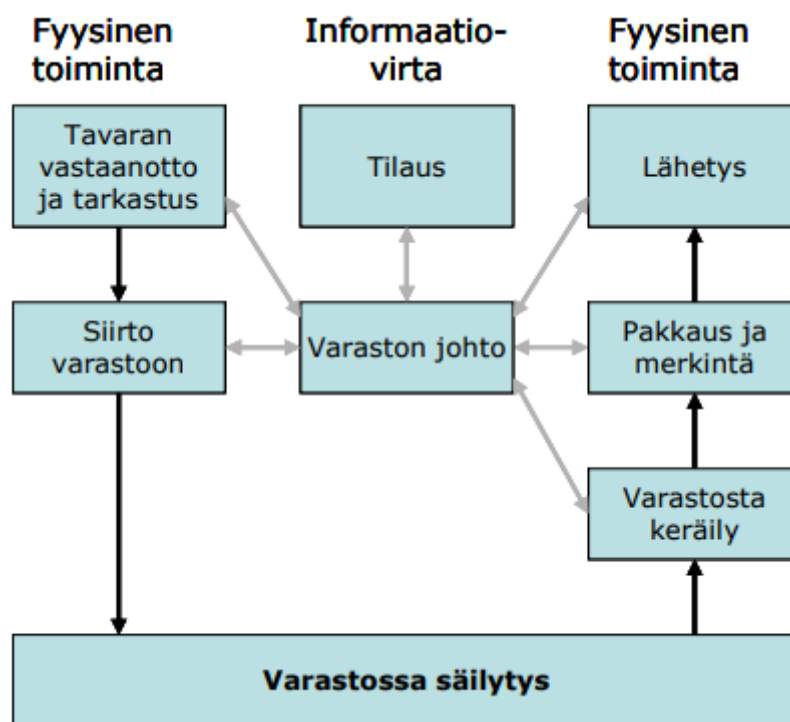 Fyysinen
toiminta
Informaatio-
virta
Fyysinen
toiminta
Tavaran
vastaanotto
ja tarkastus
Tilaus
Lähetys
Siirto
varastoon
Varaston johto
Pakkaus ja
merkintä
Varastosta
keräily
Varastossa säilytys